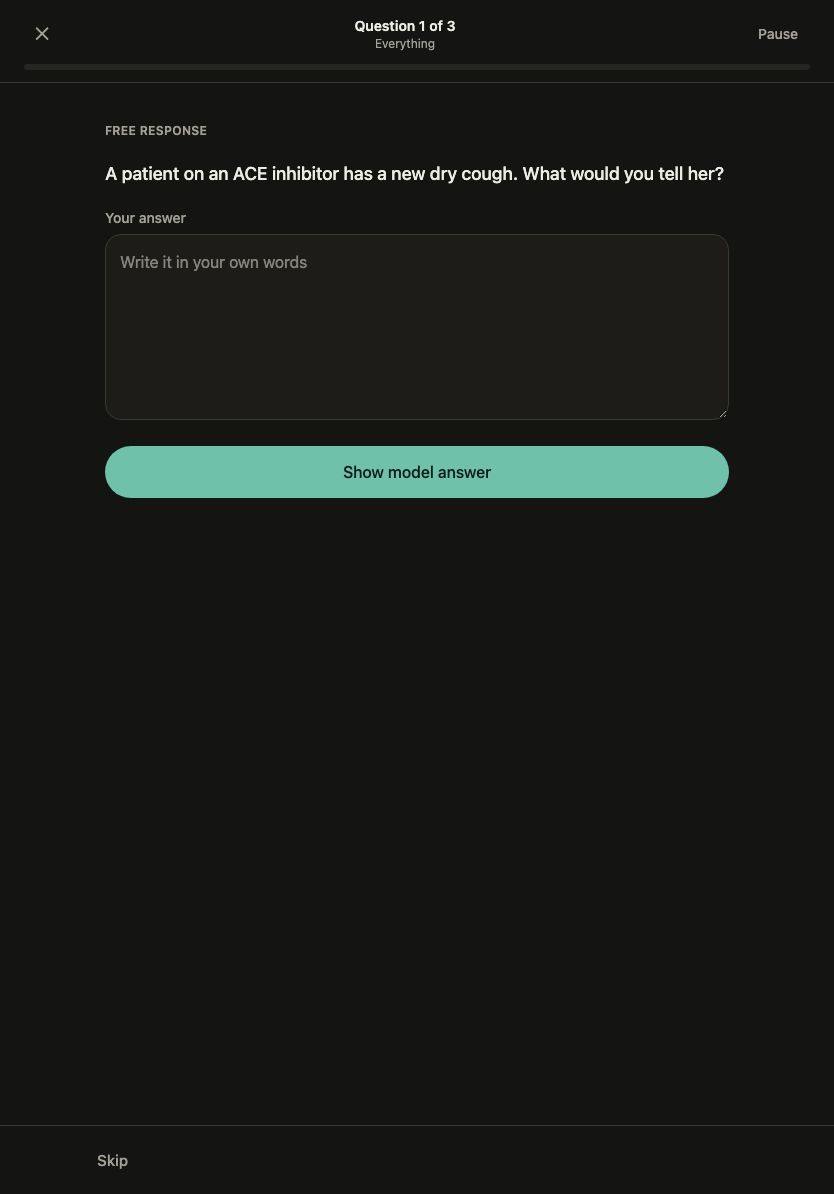 Question 1 of 3
Everything
Pause
FREE RESPONSE
A patient on an ACE inhibitor has a new dry cough. What would you tell her?
Your answer
Write it in your own words
Show model answer
Skip